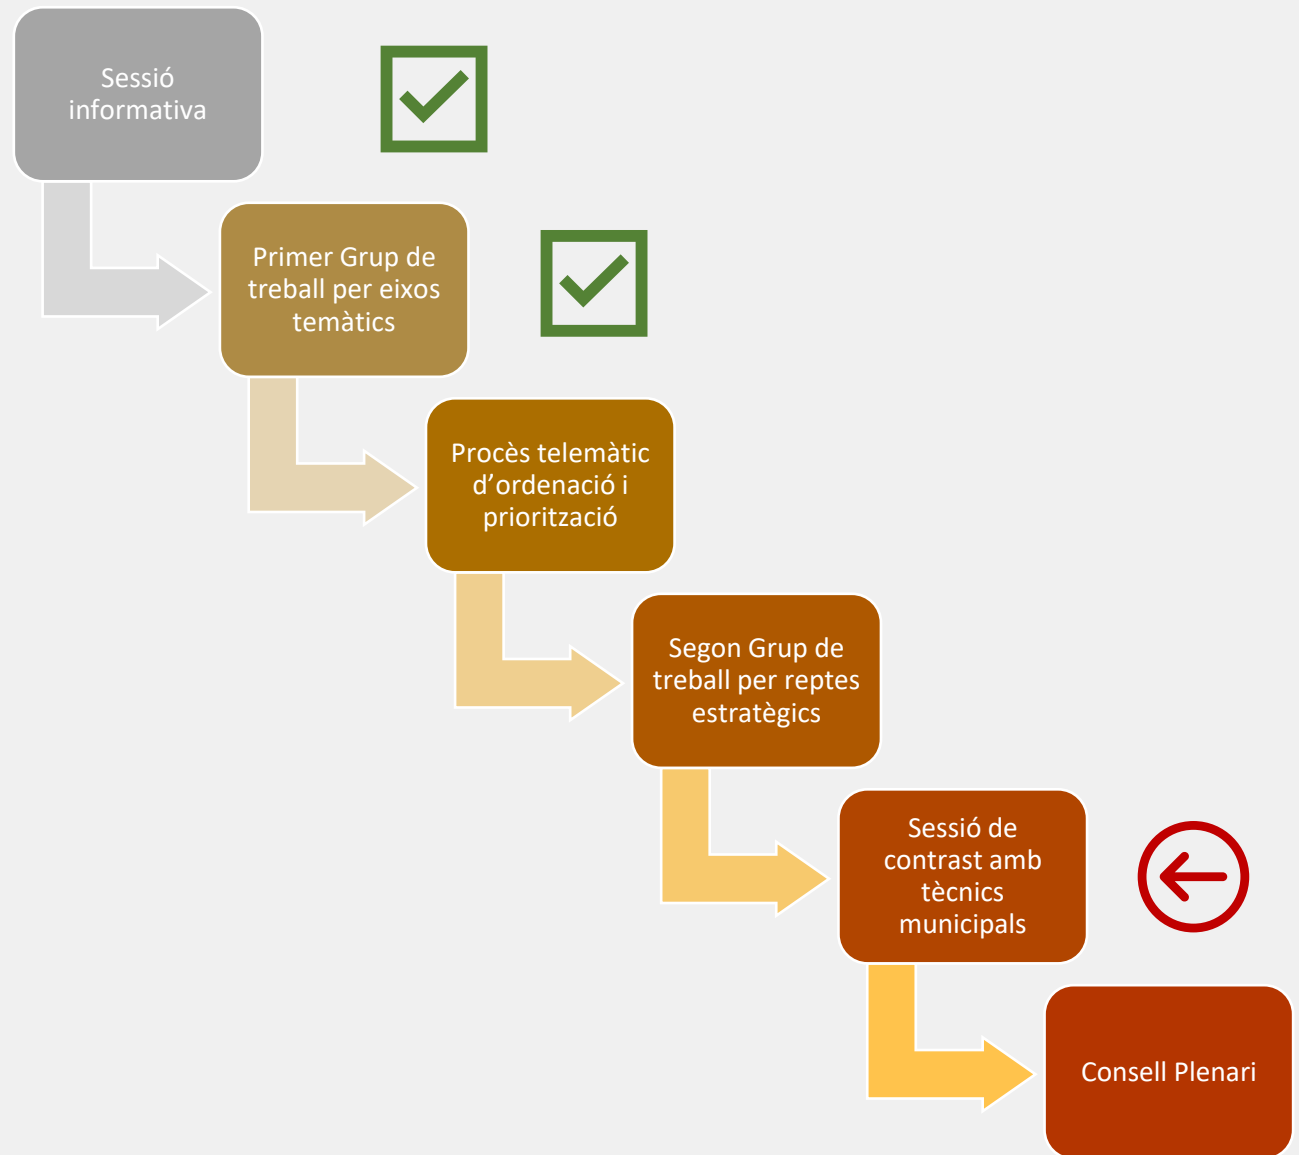 Sessió
informativa
Primer Grup de
treball per eixos
temàtics
Procès telemàtic
d’ordenació i
priorització
Segon Grup de
treball per reptes
estratègics
Sessió de
contrast amb
tècnics
municipals
Consell Plenari